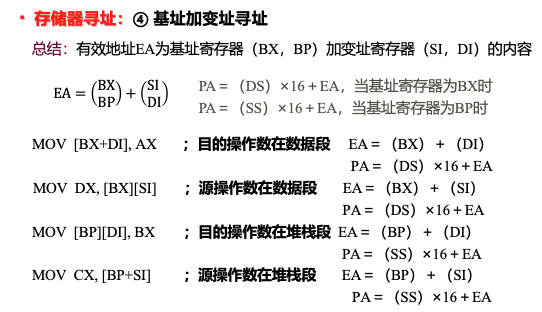 • 存储器寻址：④ 基址加变址寻址
总结：有效地址EA为基址寄存器（BX，BP）加变址寄存器（SI，DI）的内容
EA＝(BX BP)＋(SI DI)
PA＝（DS）×16＋EA，当基址寄存器为BX时
PA＝（SS）×16＋EA，当基址寄存器为BP时
MOV [BX+DI], AX ；目的操作数在数据段 EA＝（BX）＋（DI）
PA＝（DS）×16＋EA
MOV DX, [BX][SI] ；源操作数在数据段 EA＝（BX）＋（SI）
PA＝（DS）×16＋EA
MOV [BP][DI], BX ；目的操作数在堆栈段 EA＝（BP）＋（DI）
PA＝（SS）×16＋EA
MOV CX, [BP+SI] ；源操作数在堆栈段 EA＝（BP）＋（SI）
PA＝（SS）×16＋EA